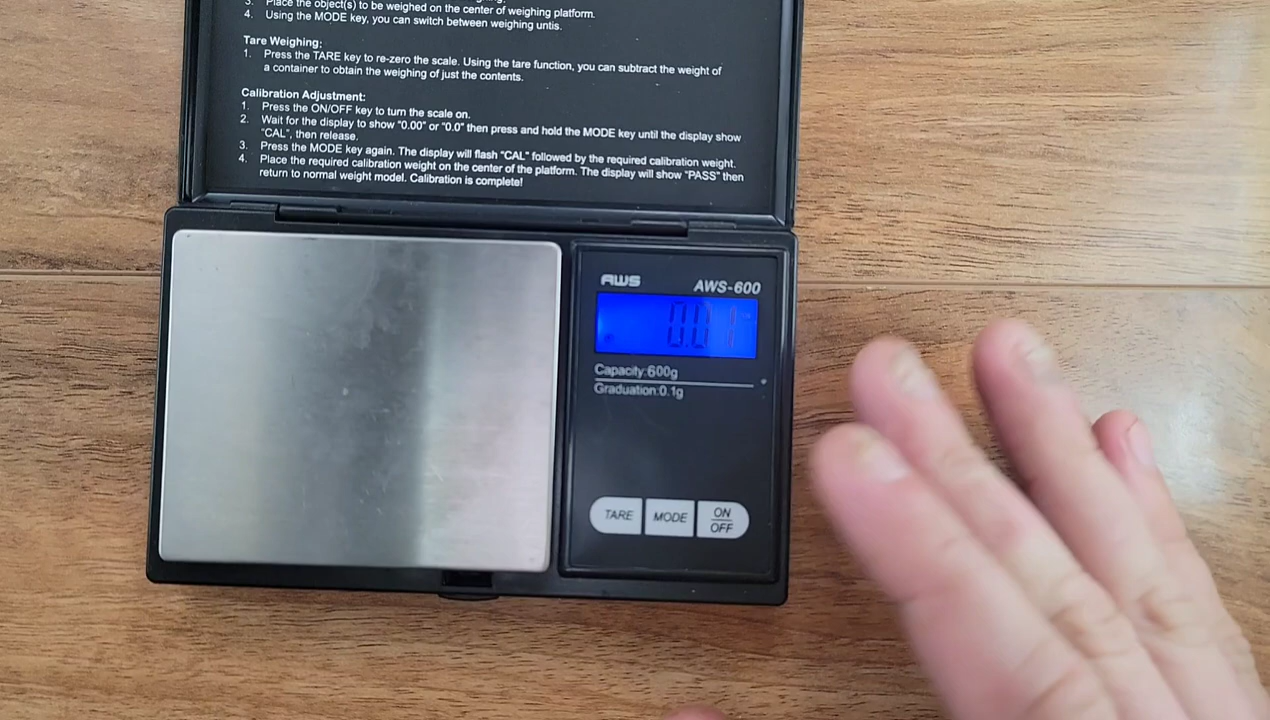 3. Place the object(s) to be weighed on the center of weighing platform.
4. Using the MODE key, you can switch between weighing untis.
Tare Weighing:
1. Press the TARE key to re-zero the scale. Using the tare function, you can subtract the weight of
a container to obtain the weighing of just the contents.
Calibration Adjustment:
1. Press the ON/OFF key to turn the scale on.
2. Wait for the display to show "0.00" or "0.0" then press and hold the MODE key until the display show
"CAL", then release.
3. Press the MODE key again. The display will flash "CAL" followed by the required calibration weight.
4. Place the required calibration weight on the center of the platform. The display will show "PASS" then
return to normal weight model. Calibration is complete!
AWS
AWS-600
0.01
Capacity:600g
Graduation:0.1g
TARE MODE ON
OFF